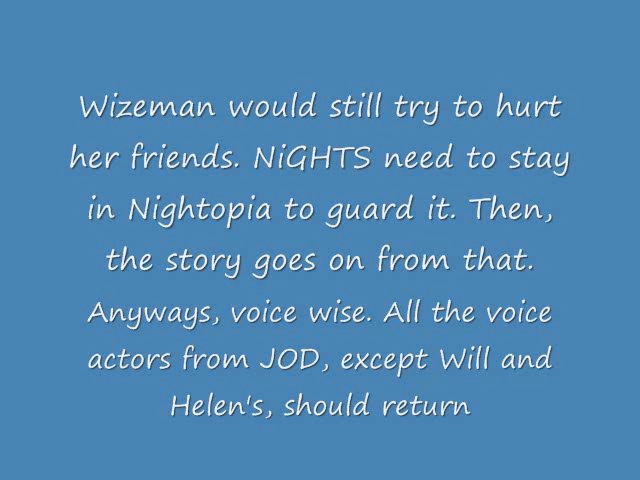 Wizeman would still try to hurt
her friends. NiGHTS need to stay
in Nightopia to guard it. Then,
the story goes on from that.
Anyways, voice wise. All the voice
actors from JOD, except Will and
Helen's, should return